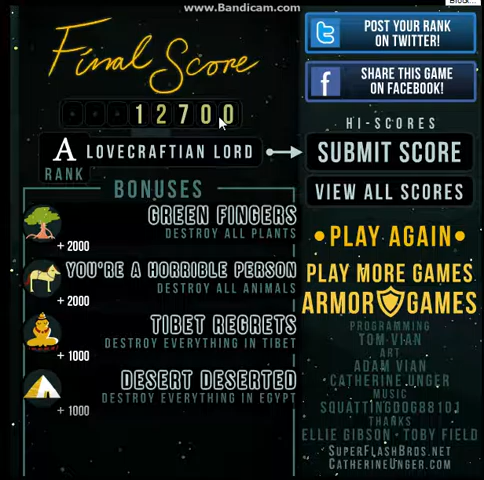 www.Bandicam.com
Final Score
12700
A LOVECRAFTIAN LORD
RANK
BONUSES
GREEN FINGERS
DESTROY ALL PLANTS
+ 2000
YOU'RE A HORRIBLE PERSON
DESTROY ALL ANIMALS
+ 2000
TIBET REGRETS
DESTROY EVERYTHING IN TIBET
+ 1000
DESERT DESERTED
DESTROY EVERYTHING IN EGYPT
+ 1000
POST YOUR RANK
ON TWITTER!
SHARE THIS GAME
ON FACEBOOK!
HI-SCORES
SUBMIT SCORE
VIEW ALL SCORES
•PLAY AGAIN•
PLAY MORE GAMES
ARMOR GAMES
PROGRAMMING
TOM VIAN
ART
ADAM VIAN
CATHERINE UNGER
MUSIC
SQUATTINGDOG88101
THANKS
ELLIE GIBSON · TOBY FIELD
SUPERFLASHBROS.NET
CATHERINEUNGER.COM